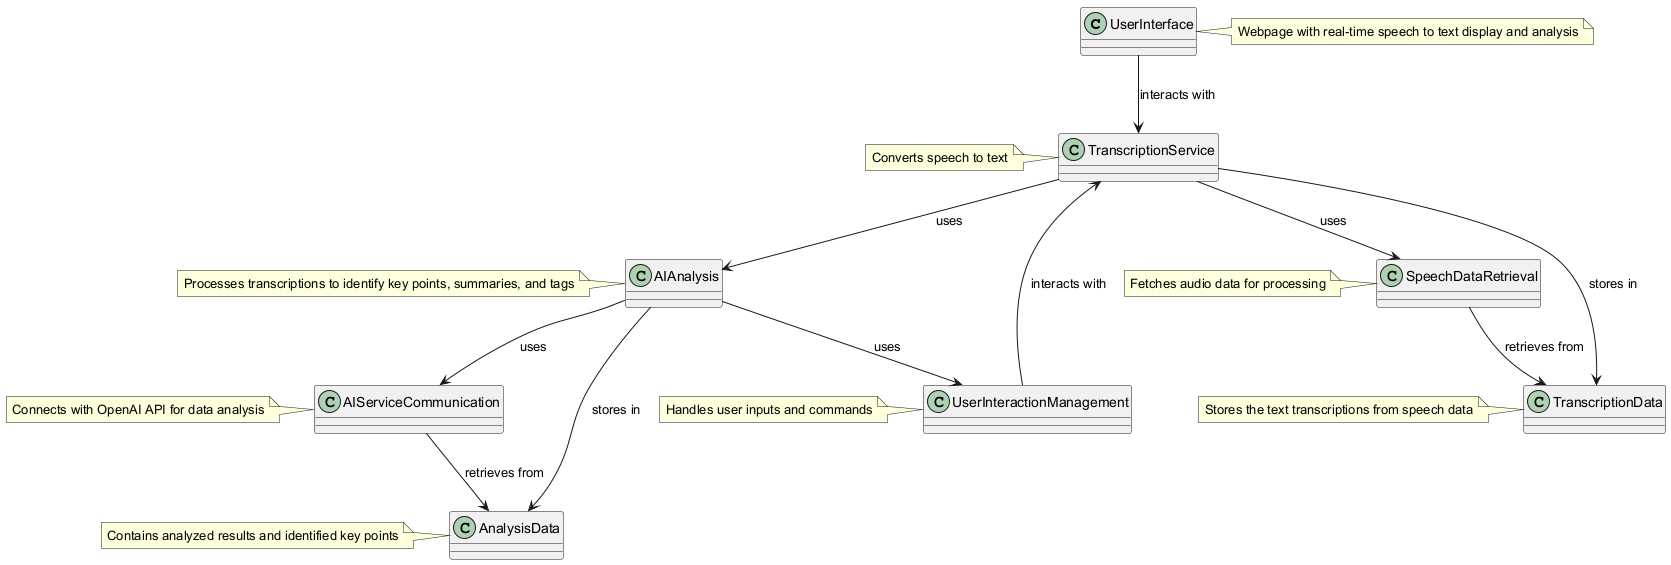 C UserInterface
Webpage with real-time speech to text display and analysis
interacts with
Converts speech to text
C TranscriptionService
uses
uses
Processes transcriptions to identify key points, summaries, and tags
C AIAnalysis
interacts with
Fetches audio data for processing
C SpeechDataRetrieval
stores in
uses
uses
retrieves from
Connects with OpenAI API for data analysis
C AIServiceCommunication
stores in
Handles user inputs and commands
C UserInteractionManagement
Stores the text transcriptions from speech data
C TranscriptionData
retrieves from
Contains analyzed results and identified key points
C AnalysisData